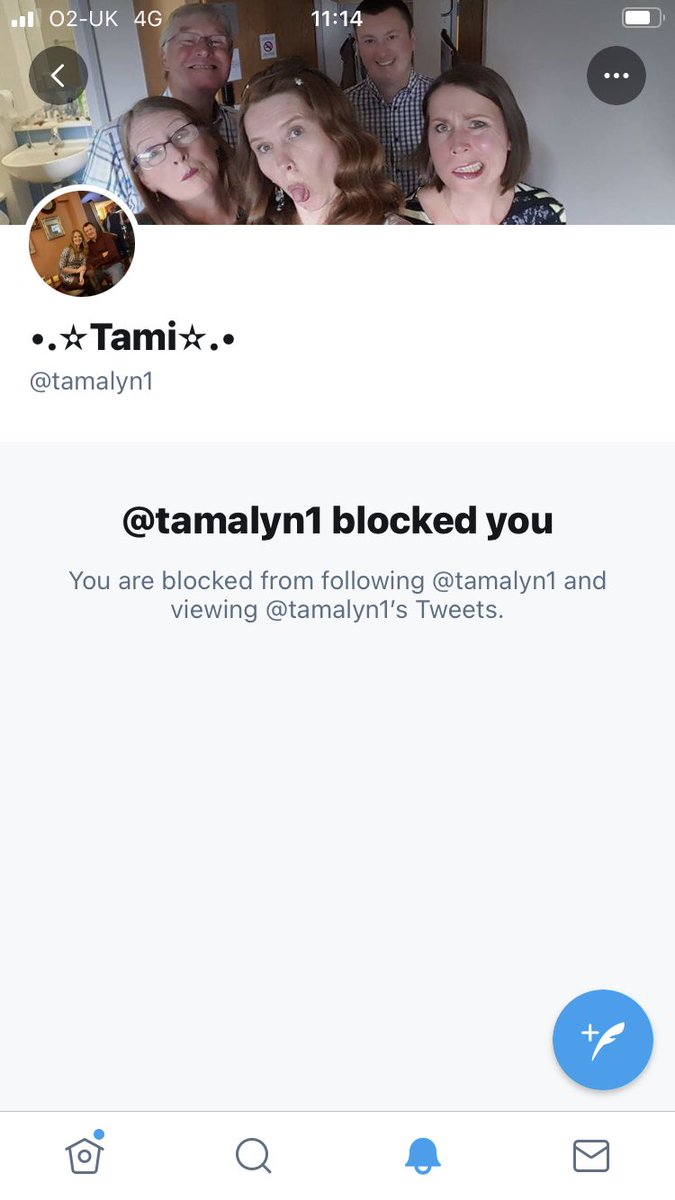 O2-UK 4G 11:14
•.☆Tami☆.•
@tamalyn1
@tamalyn1 blocked you
You are blocked from following @tamalyn1 and
viewing @tamalyn1’s Tweets.